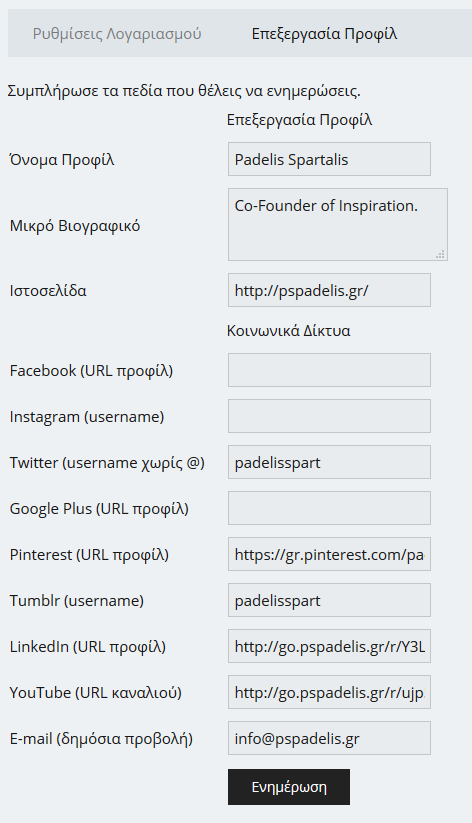 Ρυθμίσεις Λογαριασμού Επεξεργασία Προφίλ
Συμπλήρωσε τα πεδία που θέλεις να ενημερώσεις.
Επεξεργασία Προφίλ
Όνομα Προφίλ Padelis Spartalis
Μικρό Βιογραφικό Co-Founder of Inspiration.
Ιστοσελίδα http://pspadelis.gr/
Κοινωνικά Δίκτυα
Facebook (URL προφίλ)
Instagram (username)
Twitter (username χωρίς @) padelisspart
Google Plus (URL προφίλ)
Pinterest (URL προφίλ) https://gr.pinterest.com/pa
Tumblr (username) padelisspart
LinkedIn (URL προφίλ) http://go.pspadelis.gr/r/Y3L
YouTube (URL καναλιού) http://go.pspadelis.gr/r/ujp
E-mail (δημόσια προβολή) info@pspadelis.gr
Ενημέρωση